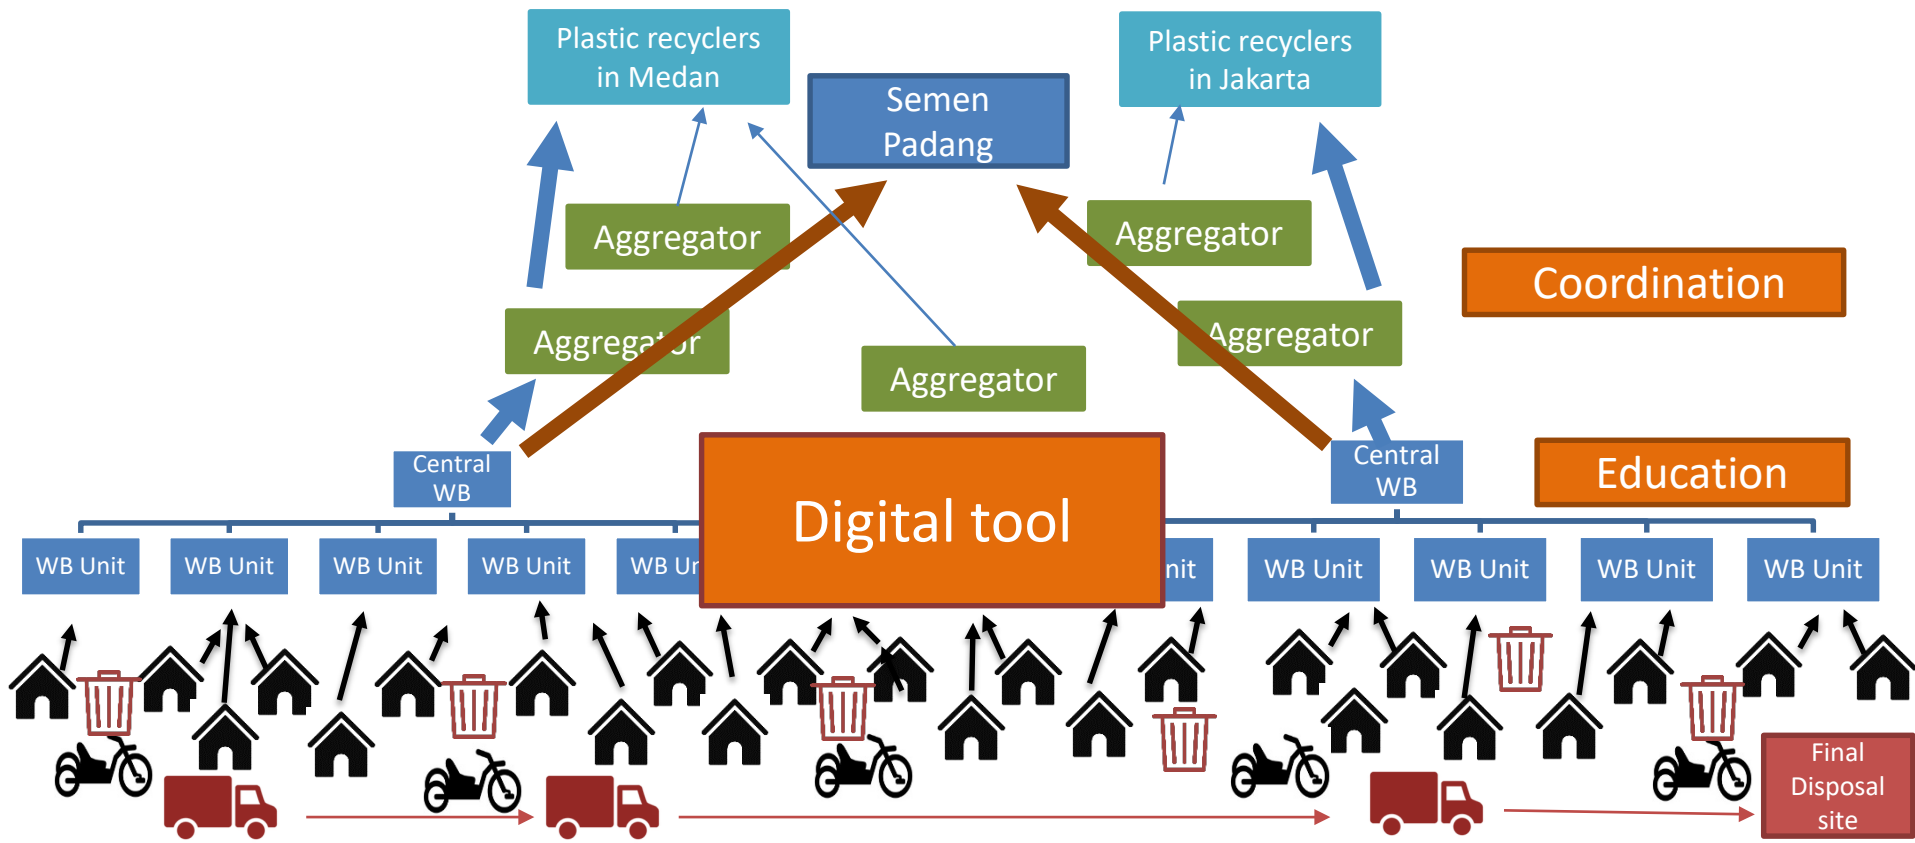 Plastic recyclers
in Medan
Semen
Padang
Plastic recyclers
in Jakarta
Aggregator
Aggregator
Coordination
Aggregator
Aggregator
Aggregator
Central
WB
Digital tool
Central
WB
Education
WB Unit
WB Unit
WB Unit
WB Unit
WB Un
nit
WB Unit
WB Unit
WB Unit
WB Unit
Final
Disposal
site